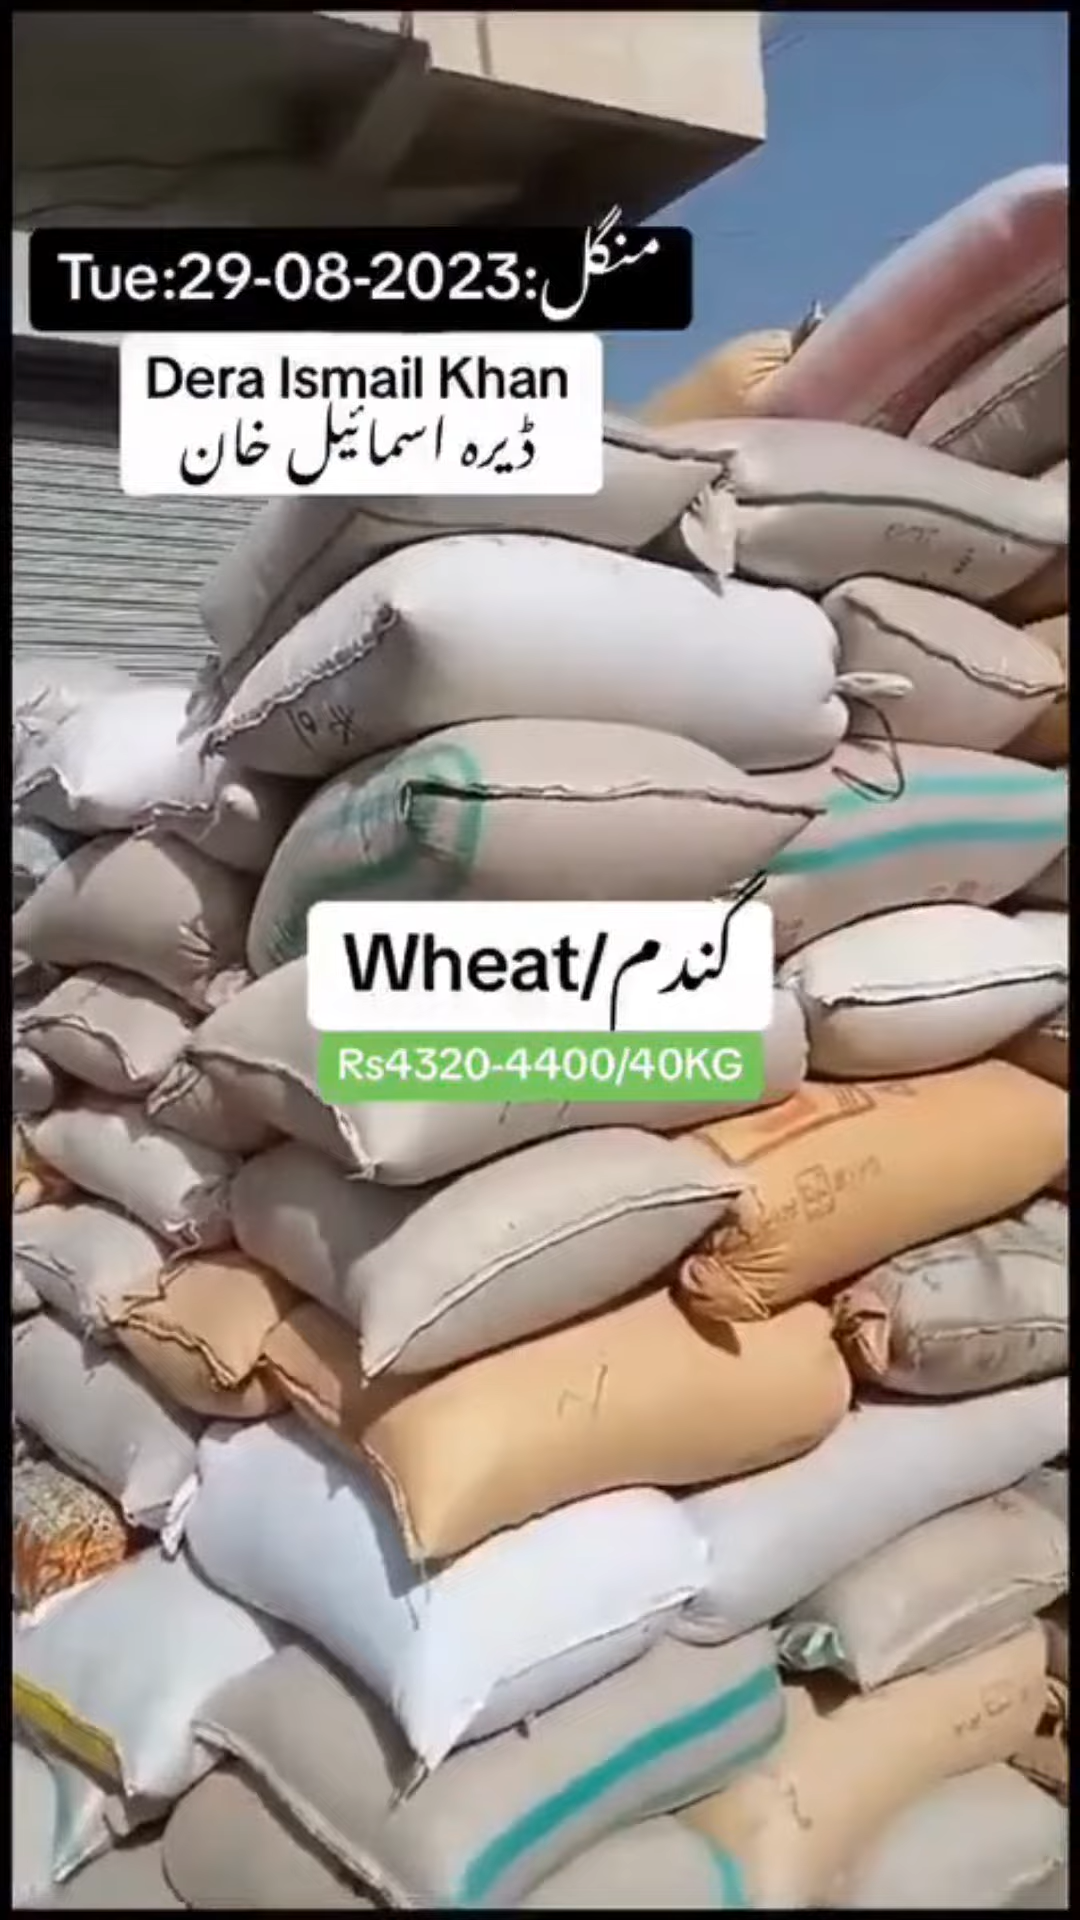 Tue:29-08-2023:منگل
Dera Ismail Khan
ڈیرہ اسمائیل خان
Wheat/گندم
Rs4320-4400/40KG